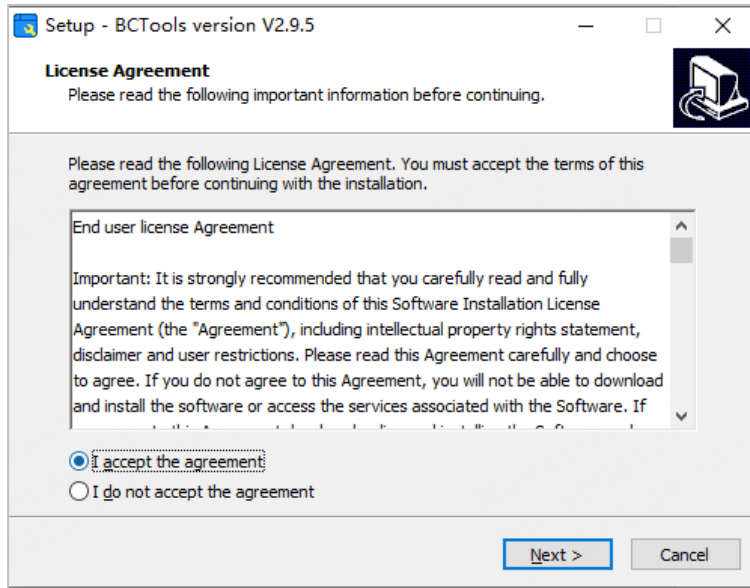 Setup - BCTools version V2.9.5
License Agreement
Please read the following important information before continuing.
Please read the following License Agreement. You must accept the terms of this
agreement before continuing with the installation.
End user license Agreement
Important: It is strongly recommended that you carefully read and fully
understand the terms and conditions of this Software Installation License
Agreement (the "Agreement"), including intellectual property rights statement,
disclaimer and user restrictions. Please read this Agreement carefully and choose
to agree. If you do not agree to this Agreement, you will not be able to download
and install the software or access the services associated with the Software. If
I accept the agreement
I do not accept the agreement
Next >
Cancel